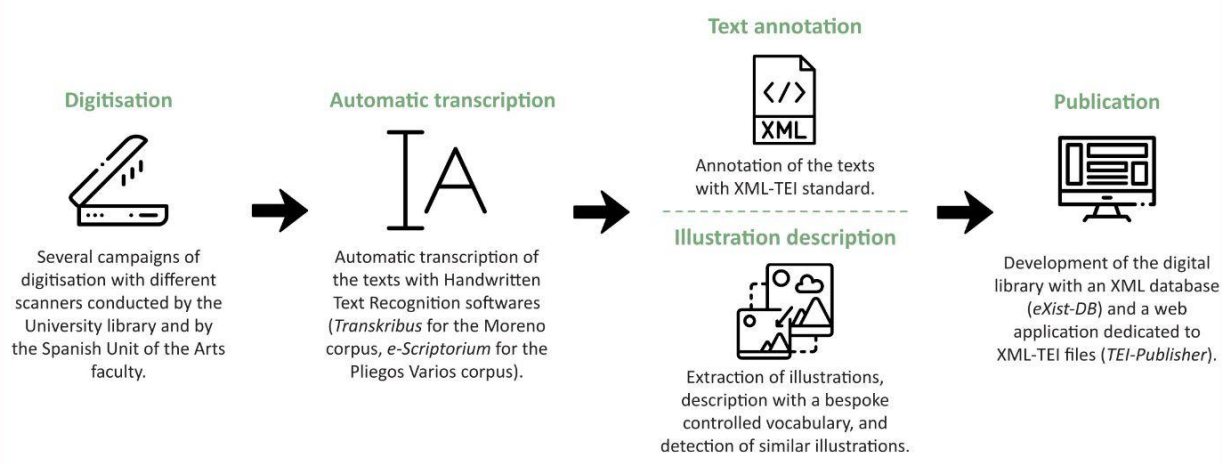 Digitisation
Several campaigns of
digitisation with different
scanners conducted by the
University library and by
the Spanish Unit of the Arts
faculty.
Automatic transcription
A
Automatic transcription of
the texts with Handwritten
Text Recognition softwares
(Transkribus for the Moreno
corpus, e-Scriptorium for the
Pliegos Varios corpus).
Text annotation
</>
XML
Annotation of the texts
with XML-TEI standard.
Illustration description
Extraction of illustrations,
description with a bespoke
controlled vocabulary, and
detection of similar illustrations.
Publication
Development of the digital
library with an XML database
(eXist-DB) and a web
application dedicated to
XML-TEI files (TEI-Publisher).